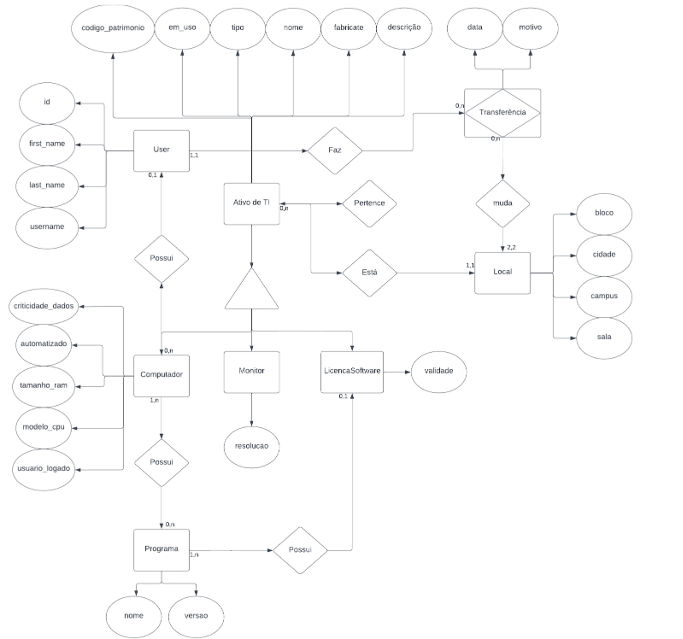 codigo_patrimonio
em_uso
tipo
nome
fabricate
descrição
data
motivo
id
0,n
Transferência
first_name
User
1,1
Faz
0,n
last_name
0,1
Ativo de TI
0,n
Pertence
muda
bloco
username
2,2
cidade
Possui
Está
1,1
Local
campus
criticidade_dados
sala
automatizado
0,n
tamanho_ram
Computador
Monitor
LicencaSoftware
validade
1,n
0,1
modelo_cpu
resolucao
usuario_logado
Possui
0,n
Programa
1,n
Possui
nome
versao